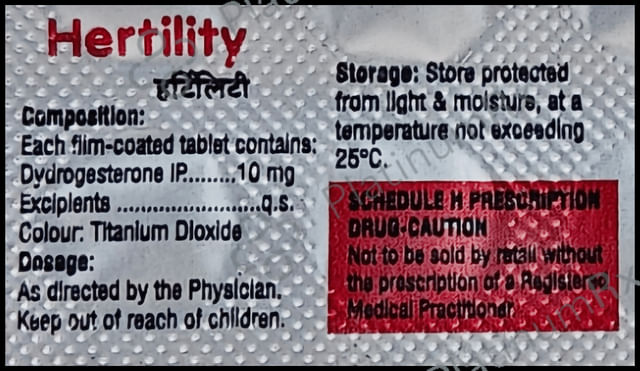 Hertility
हर्टिलिटी
Composition:
Each film-coated tablet contains:
Dydrogesterone IP.........10 mg
Excipients .......................q.s.
Colour: Titanium Dioxide
Dosage:
As directed by the Physician.
Keep out of reach of children.
Storage: Store protected
from light & moisture, at a
temperature not exceeding
25°C.
SCHEDULE H PRESCRIPTION
DRUG-CAUTION
Not to be sold by retail without
the prescription of a Registered
Medical Practitioner
PlatinumRx